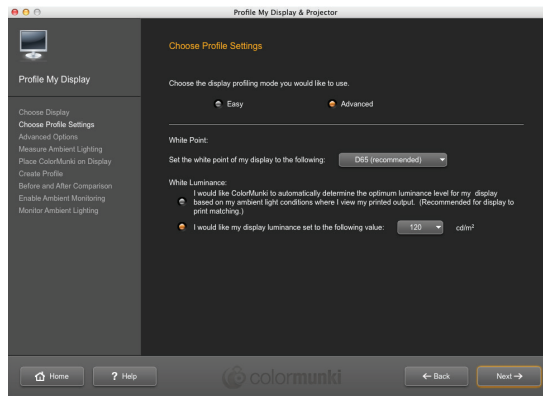 Profile My Display & Projector
Profile My Display
Choose Display
Choose Profile Settings
Advanced Options
Measure Ambient Lighting
Place ColorMunki on Display
Create Profile
Before and After Comparison
Enable Ambient Monitoring
Monitor Ambient Lighting
Choose Profile Settings
Choose the display profiling mode you would like to use.
Easy Advanced
White Point:
Set the white point of my display to the following: D65 (recommended)
White Luminance:
I would like ColorMunki to automatically determine the optimum luminance level for my display
based on my ambient light conditions where I view my printed output. (Recommended for display to
print matching.)
I would like my display luminance set to the following value: 120 cd/m²
Home ? Help colormunki ← Back Next →